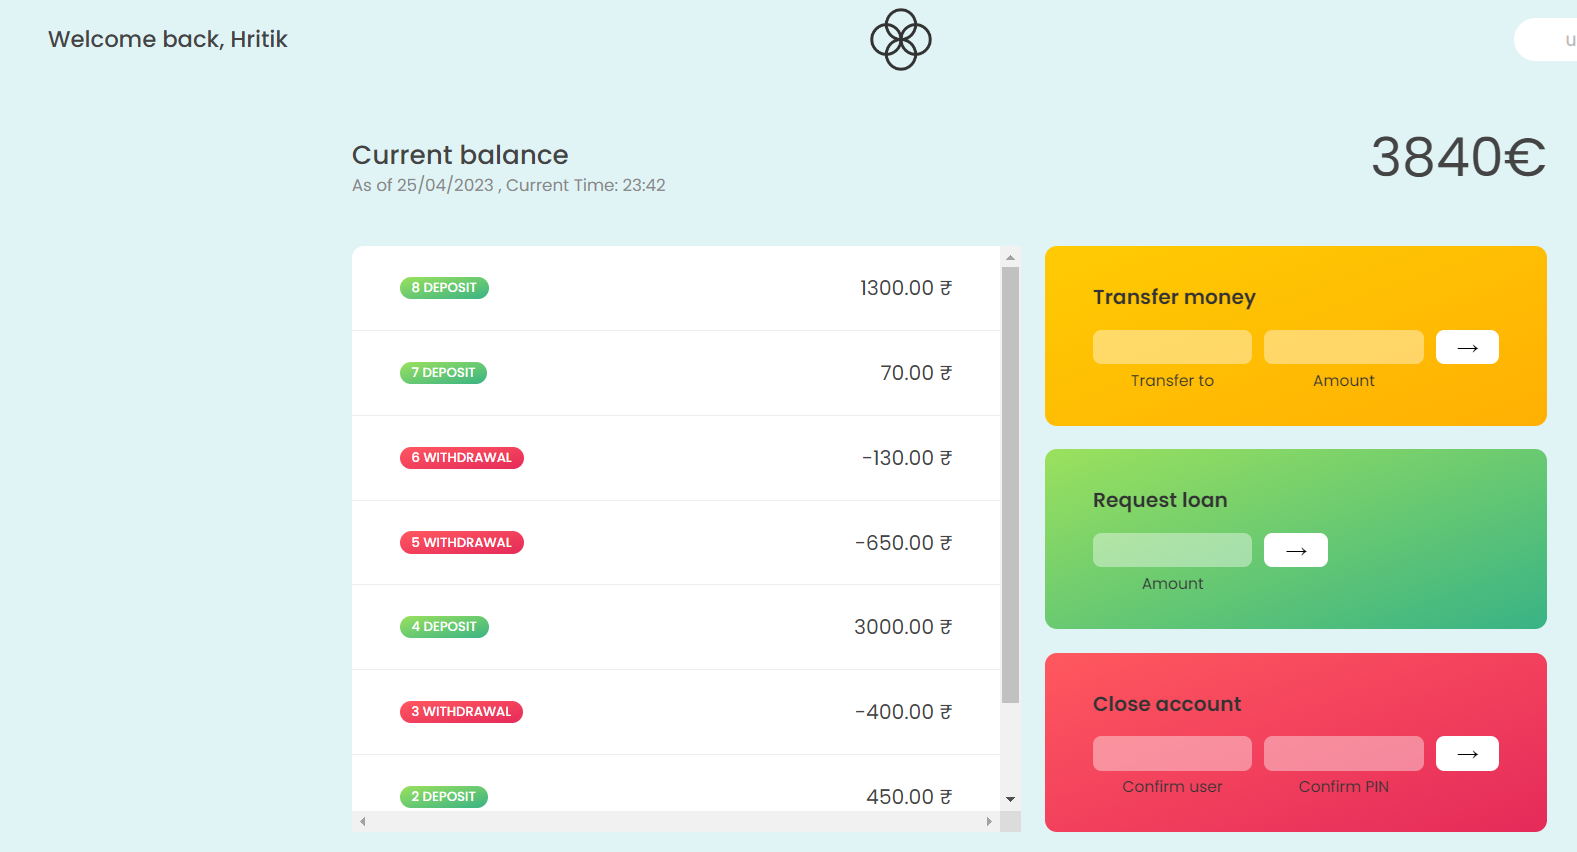 Welcome back, Hritik
u
Current balance
As of 25/04/2023 , Current Time: 23:42
3840€
8 DEPOSIT 1300.00 ₹
7 DEPOSIT 70.00 ₹
6 WITHDRAWAL -130.00 ₹
5 WITHDRAWAL -650.00 ₹
4 DEPOSIT 3000.00 ₹
3 WITHDRAWAL -400.00 ₹
2 DEPOSIT 450.00 ₹
Transfer money
→
Transfer to Amount
Request loan
→
Amount
Close account
→
Confirm user Confirm PIN